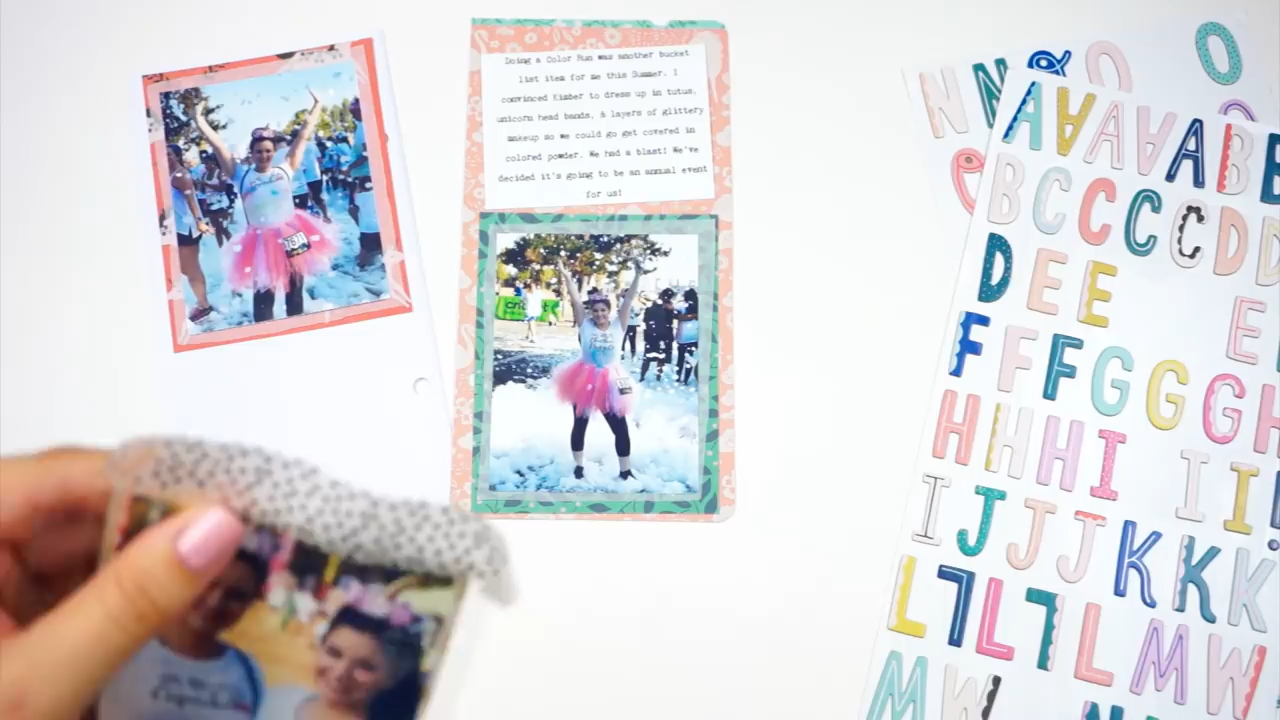 Doing a Color Run was another bucket
list item for me this Summer. I
convinced Kimber to dress up in tutus,
unicorn head bands, & layers of glittery
makeup so we could go get covered in
colored powder. We had a blast! We've
decided it's going to be an annual event
for us!
N N & O O
A A A A A B B
B C C C C D D
D E E E E
F F F G G G H
H H H I I I
I J J J K K K
L L L L L M W
M W